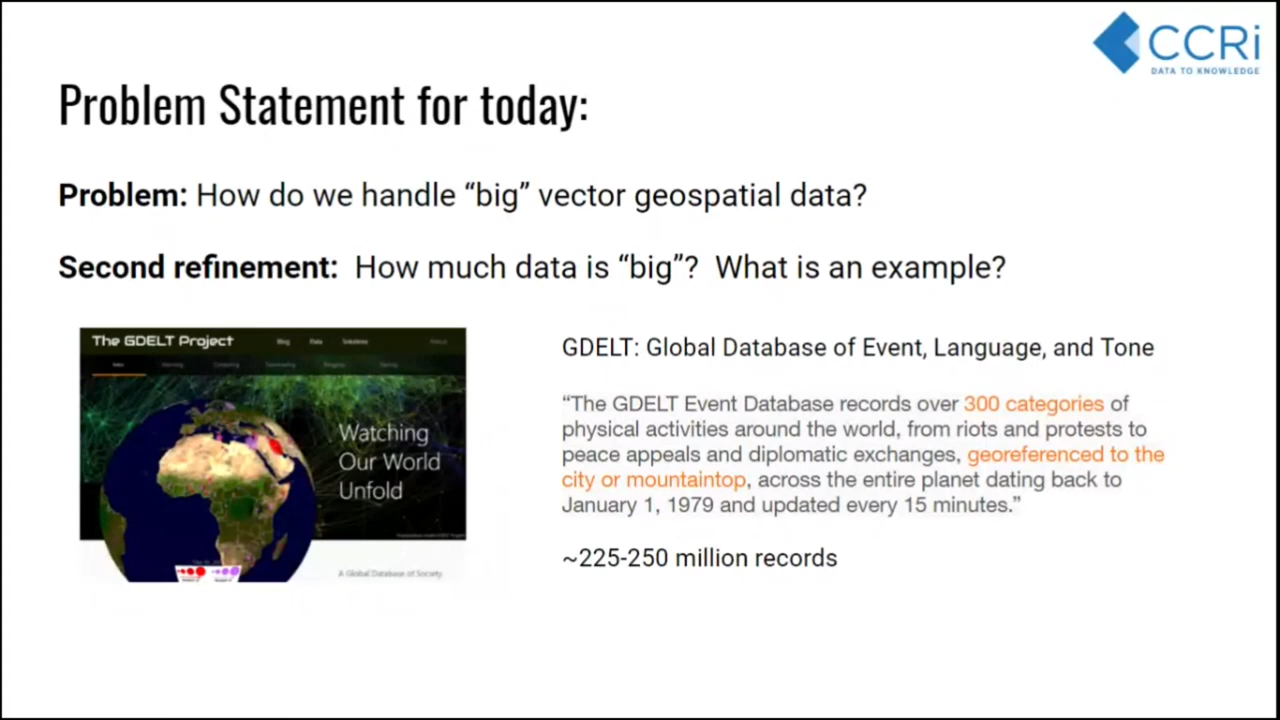 CCRi
DATA TO KNOWLEDGE
Problem Statement for today:
Problem: How do we handle “big” vector geospatial data?
Second refinement: How much data is “big”? What is an example?
The GDELT Project
Blog Data Solutions
Watching
Our World
Unfold
A Global Database of Society
GDELT: Global Database of Event, Language, and Tone
“The GDELT Event Database records over 300 categories of
physical activities around the world, from riots and protests to
peace appeals and diplomatic exchanges, georeferenced to the
city or mountaintop, across the entire planet dating back to
January 1, 1979 and updated every 15 minutes.”
~225-250 million records